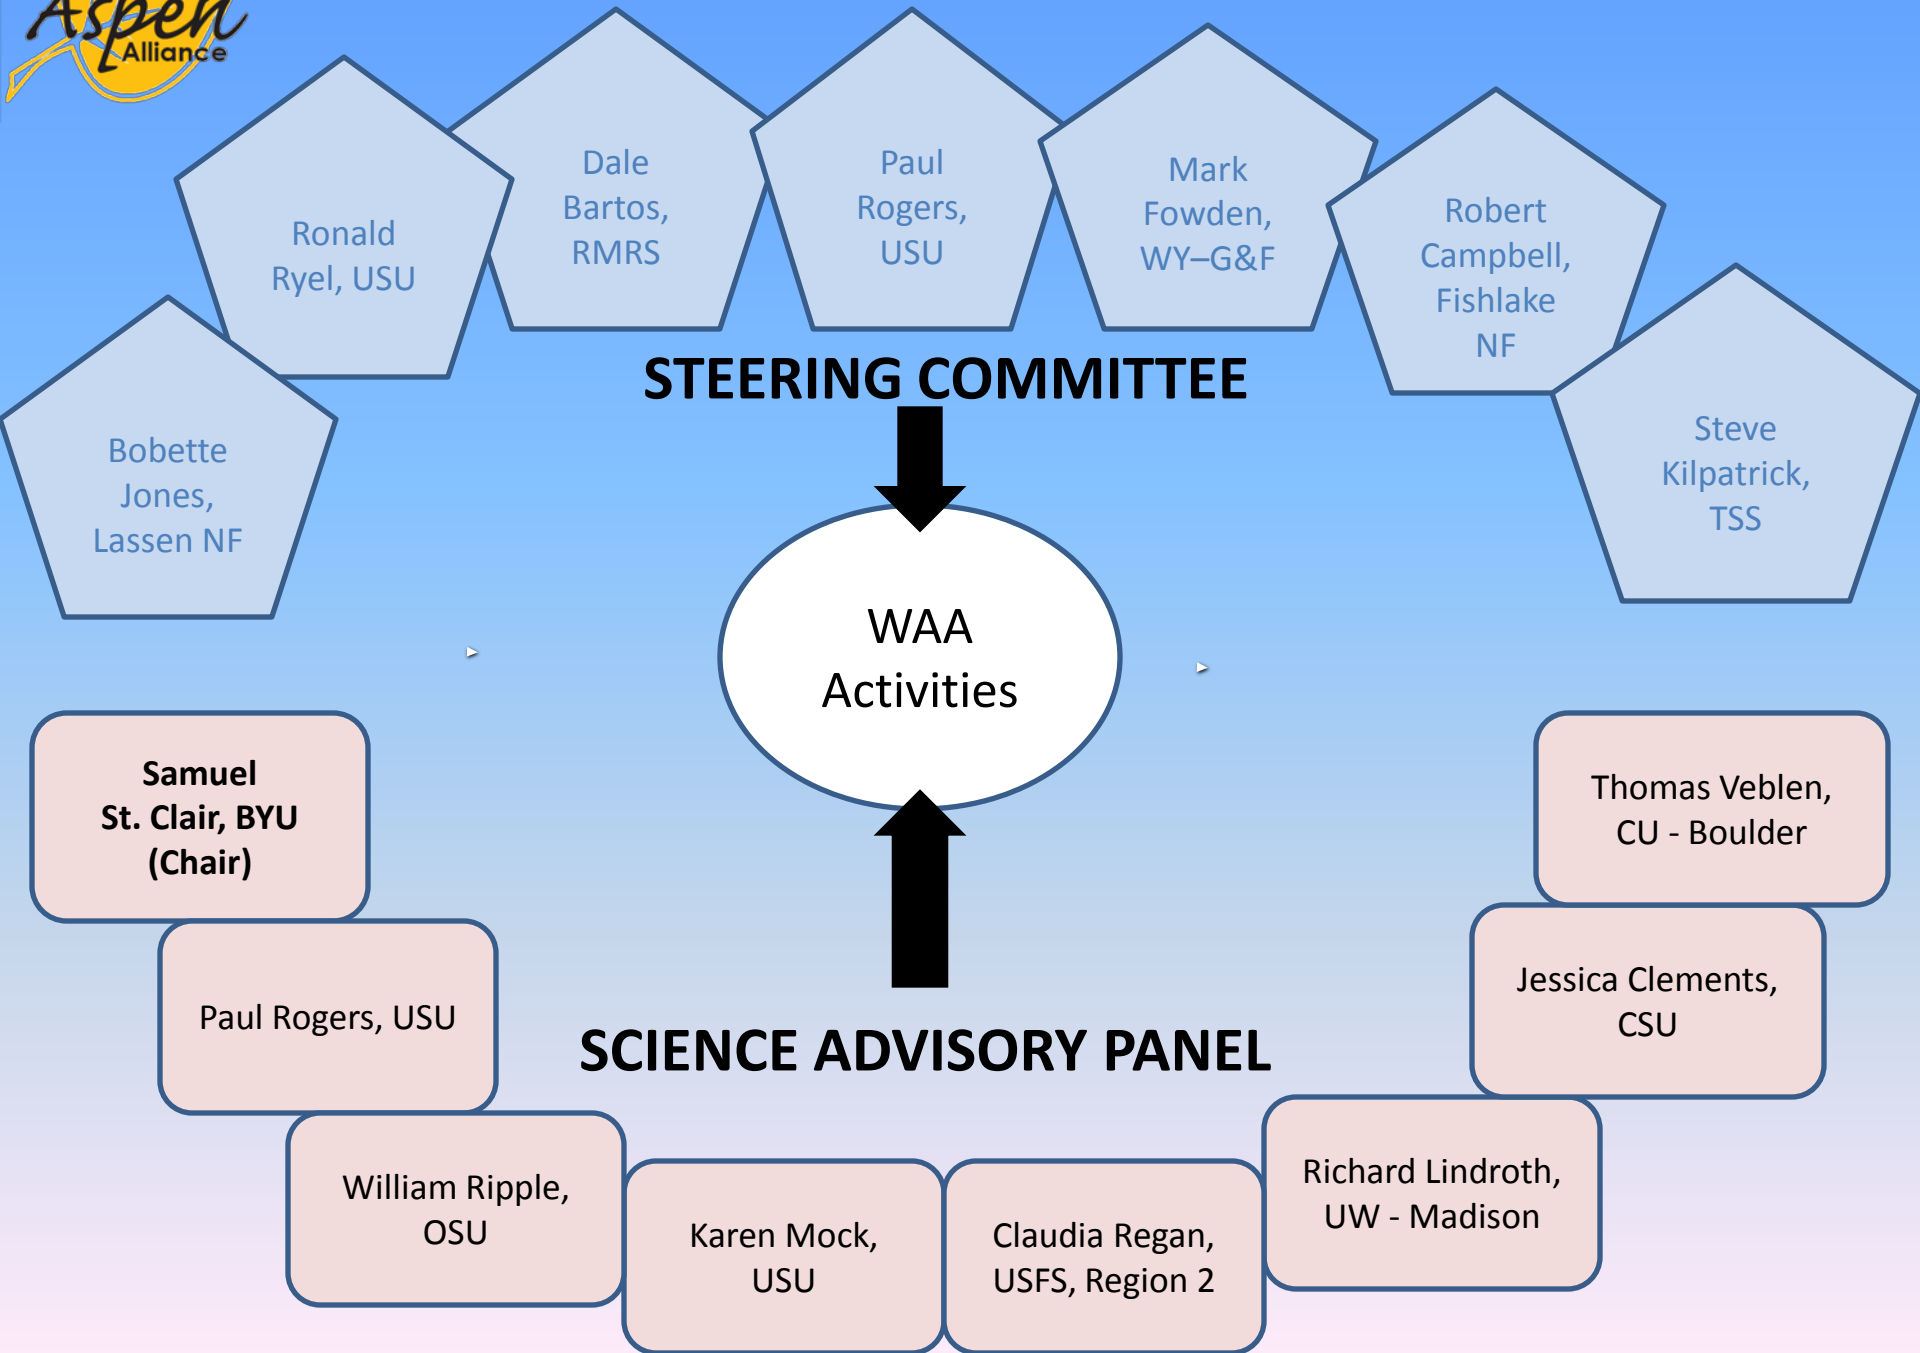 Aspen
Alliance
Dale
Bartos,
RMRS
Paul
Rogers,
USU
Mark
Fowden,
WY–G&F
Ronald
Ryel, USU
Robert
Campbell,
Fishlake
NF
STEERING COMMITTEE
Bobette
Jones,
Lassen NF
Steve
Kilpatrick,
TSS
WAA
Activities
Samuel
St. Clair, BYU
(Chair)
Thomas Veblen,
CU - Boulder
Paul Rogers, USU
Jessica Clements,
CSU
SCIENCE ADVISORY PANEL
William Ripple,
OSU
Karen Mock,
USU
Claudia Regan,
USFS, Region 2
Richard Lindroth,
UW - Madison